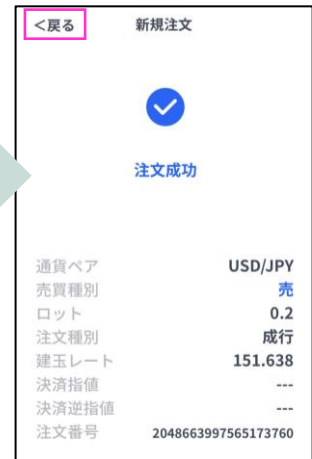 <戻る 新規注文
注文成功
通貨ペア USD/JPY
売買種別 売
ロット 0.2
注文種別 成行
建玉レート 151.638
決済指値 ---
決済逆指値 ---
注文番号 2048663997565173760